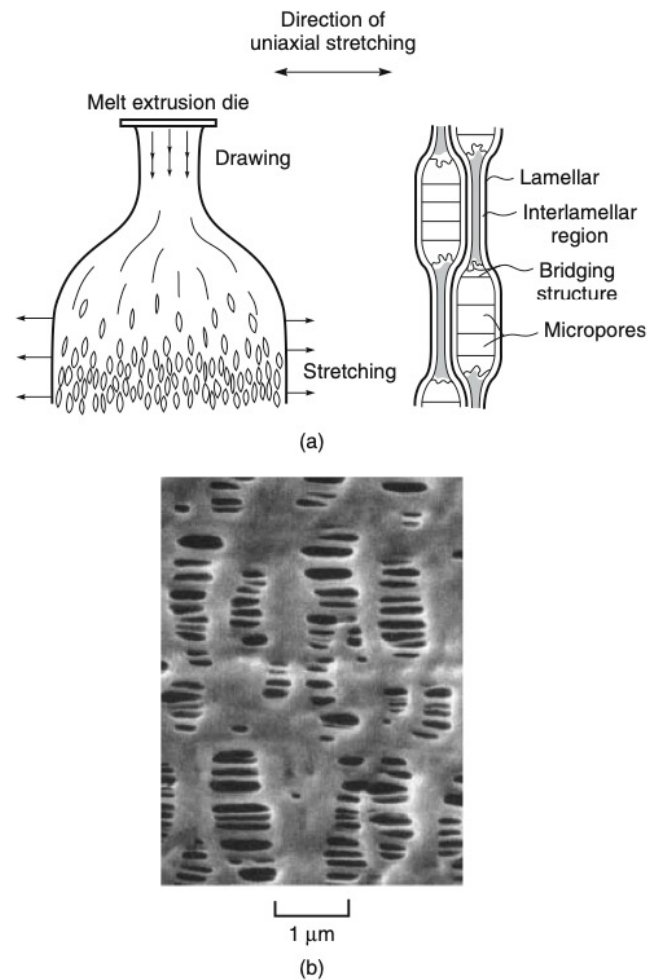 Direction of
uniaxial stretching
Melt extrusion die
Drawing
Stretching
Lamellar
Interlamellar
region
Bridging
structure
Micropores
(a)
1 μm
(b)